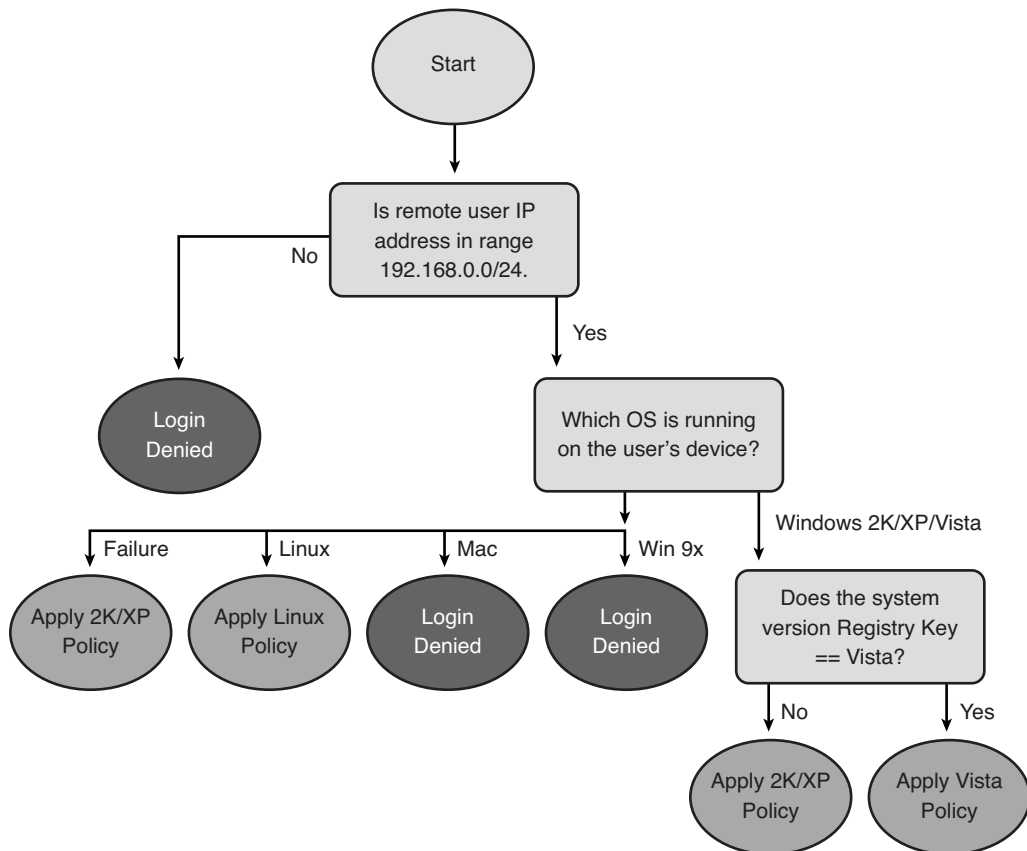 Start
Is remote user IP
address in range
192.168.0.0/24.
No
Yes
Login
Denied
Which OS is running
on the user's device?
Windows 2K/XP/Vista
Failure
Linux
Mac
Win 9x
Apply 2K/XP
Policy
Apply Linux
Policy
Login
Denied
Login
Denied
Does the system
version Registry Key
== Vista?
No
Yes
Apply 2K/XP
Policy
Apply Vista
Policy